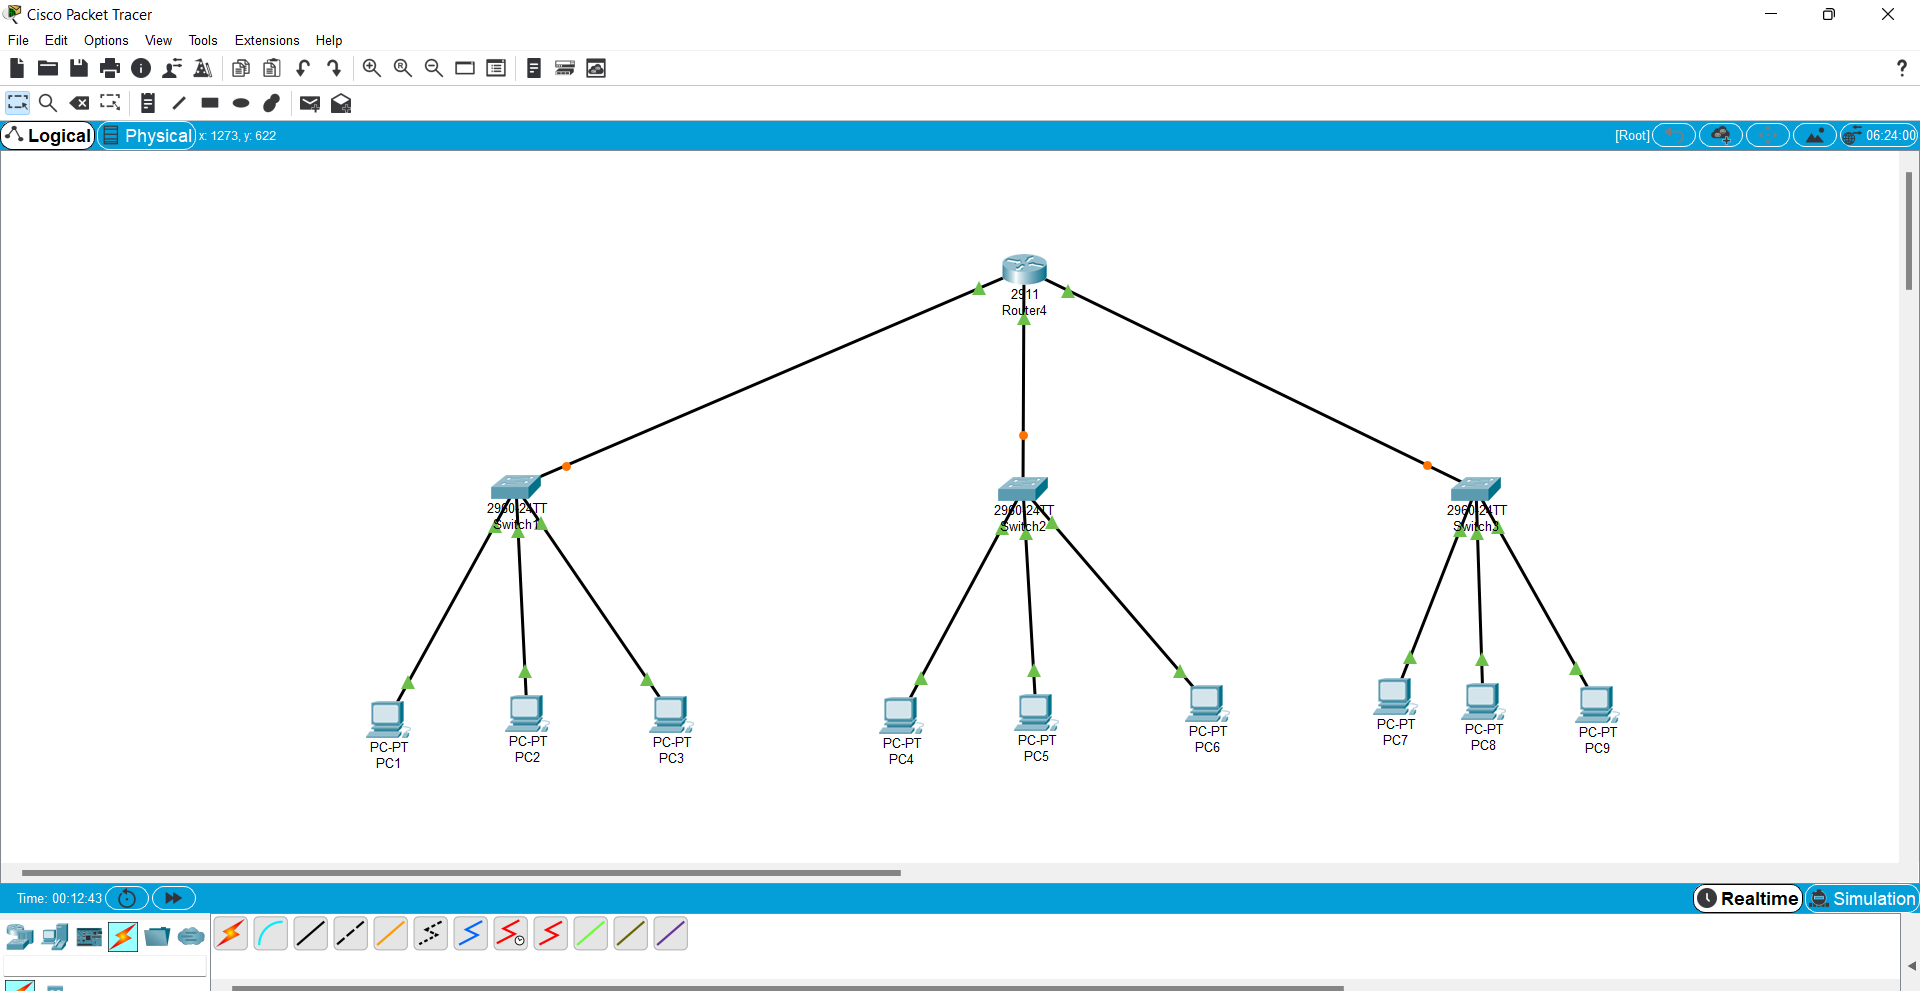 Cisco Packet Tracer
File Edit Options View Tools Extensions Help
?
Logical Physical x: 1273, y: 622 [Root] 06:24:00
2911
Router4
2960-24TT
Switch1
2960-24TT
Switch2
2960-24TT
Switch3
PC-PT
PC1
PC-PT
PC2
PC-PT
PC3
PC-PT
PC4
PC-PT
PC5
PC-PT
PC6
PC-PT
PC7
PC-PT
PC8
PC-PT
PC9
Time: 00:12:43 Realtime Simulation